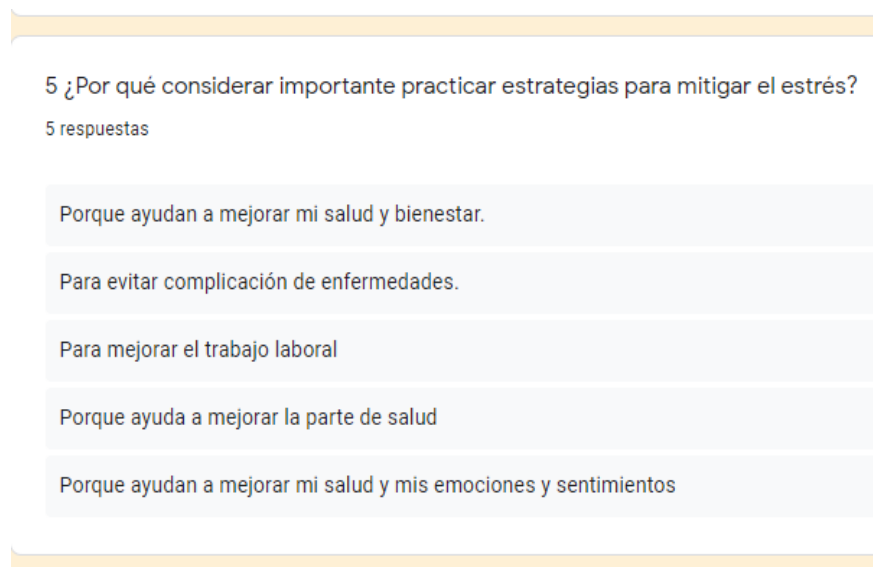 5 ¿Por qué considerar importante practicar estrategias para mitigar el estrés?
5 respuestas
Porque ayudan a mejorar mi salud y bienestar.
Para evitar complicación de enfermedades.
Para mejorar el trabajo laboral
Porque ayuda a mejorar la parte de salud
Porque ayudan a mejorar mi salud y mis emociones y sentimientos